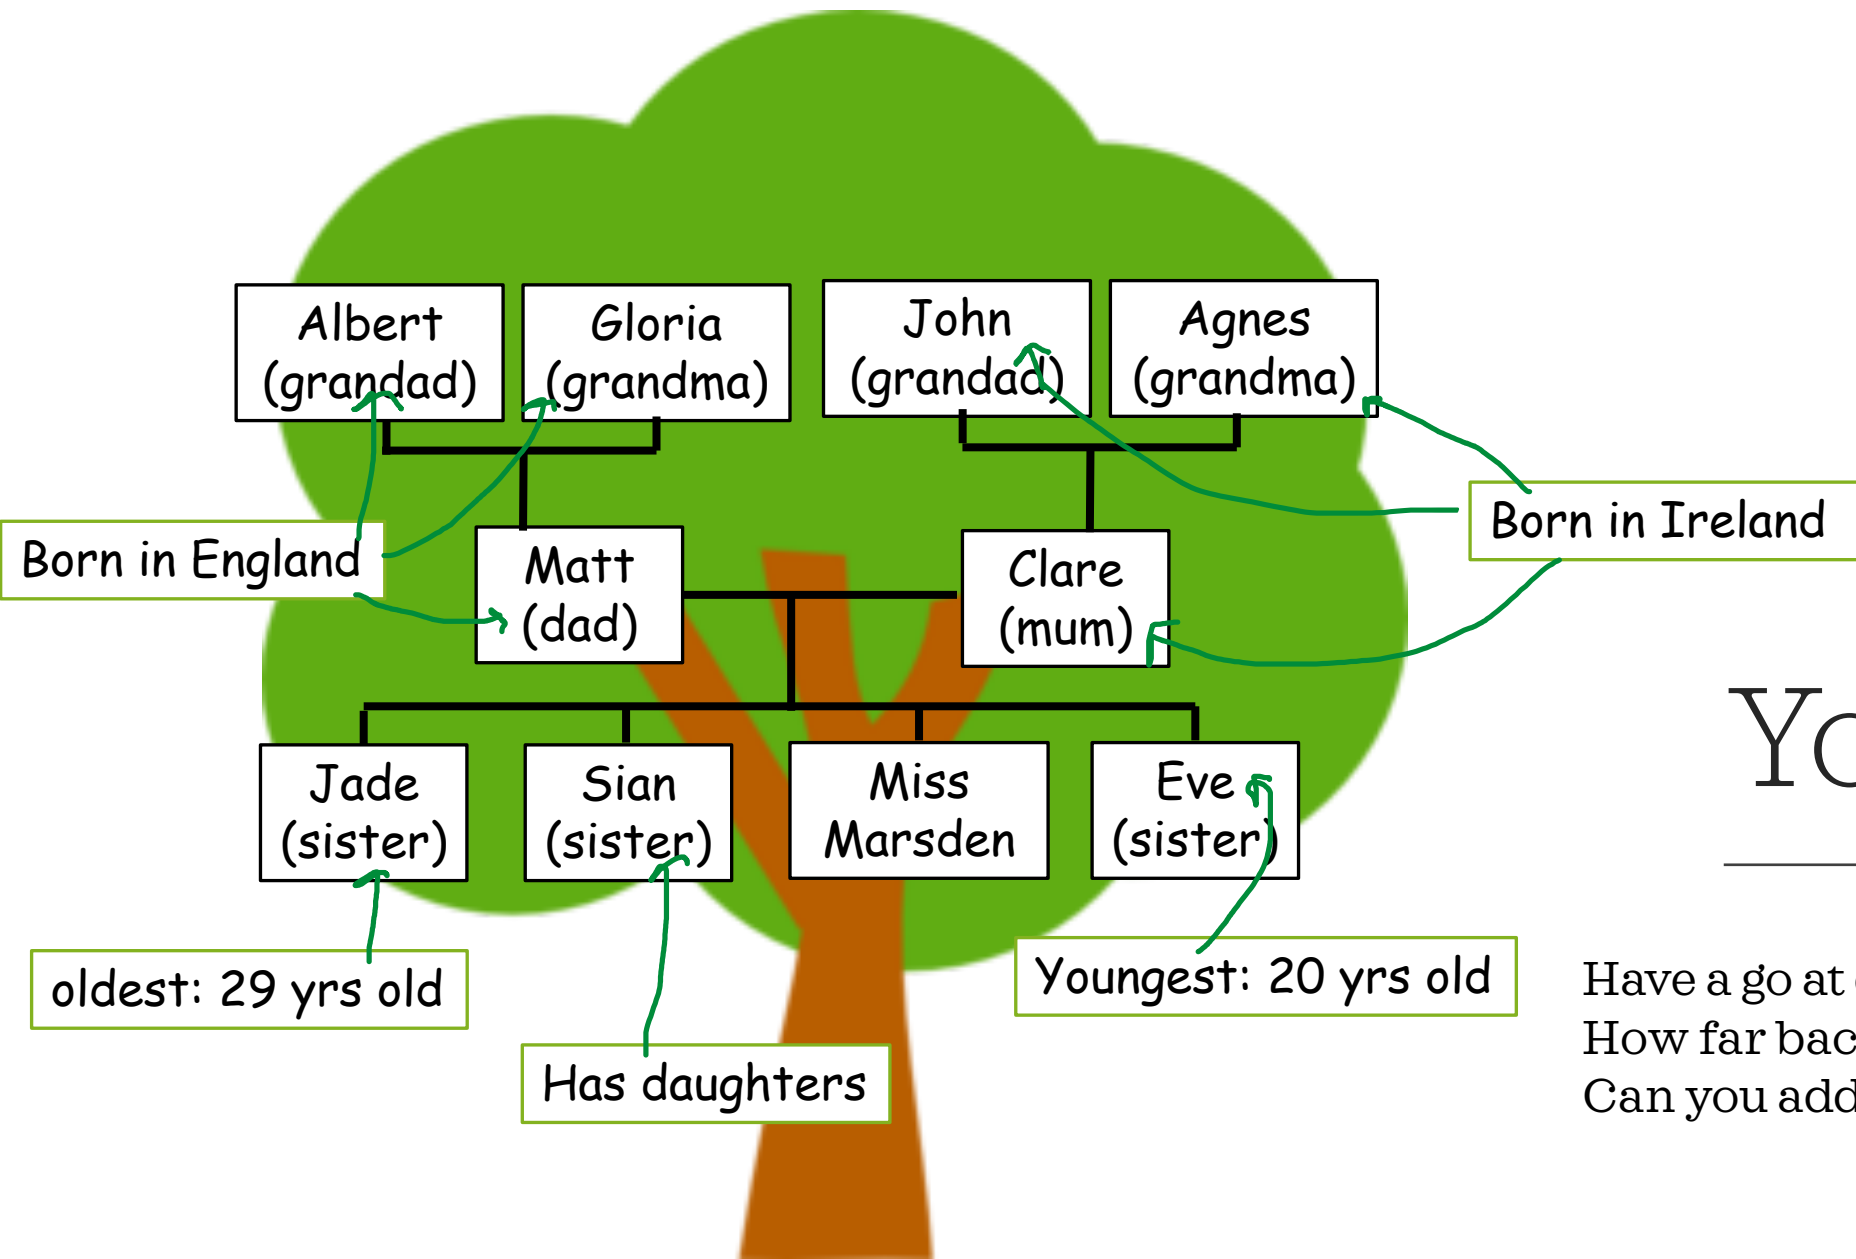 Albert
(grandad)
Gloria
(grandma)
John
(grandad)
Agnes
(grandma)
Born in England
Matt
(dad)
Clare
(mum)
Born in Ireland
Jade
(sister)
Sian
(sister)
Miss
Marsden
Eve
(sister)
oldest: 29 yrs old
Has daughters
Youngest: 20 yrs old
Have a go at
How far
Can you add